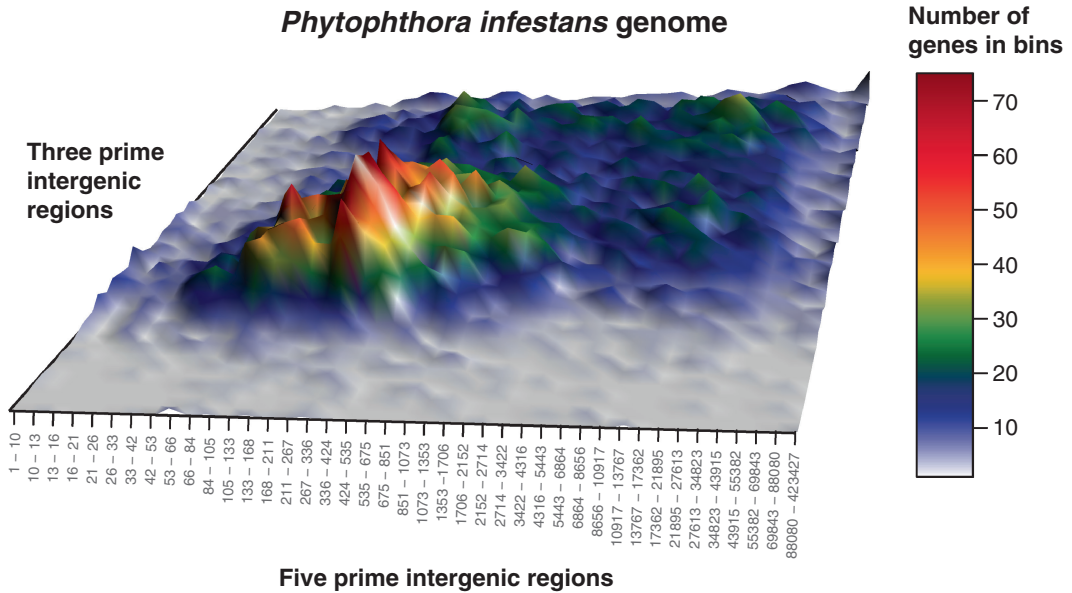 Phytophthora infestans genome
Number of
genes in bins
70
60
50
40
30
20
10
Three prime
intergenic
regions
1 – 10
10 – 13
13 – 16
16 – 21
21 – 26
26 – 33
33 – 42
42 – 53
53 – 66
66 – 84
84 – 105
105 – 133
133 – 168
168 – 211
211 – 267
267 – 336
336 – 424
424 – 535
535 – 675
675 – 851
851 – 1073
1073 – 1353
1353 –1706
1706 – 2152
2152 – 2714
2714 – 3422
3422 – 4316
4316 – 5443
5443 – 6864
6864 – 8656
8656 – 10917
10917 – 13767
13767 – 17362
17362 – 21895
21895 – 27613
27613 – 34823
34823 – 43915
43915 – 55382
55382 – 69843
69843 – 88080
88080 – 423427
Five prime intergenic regions